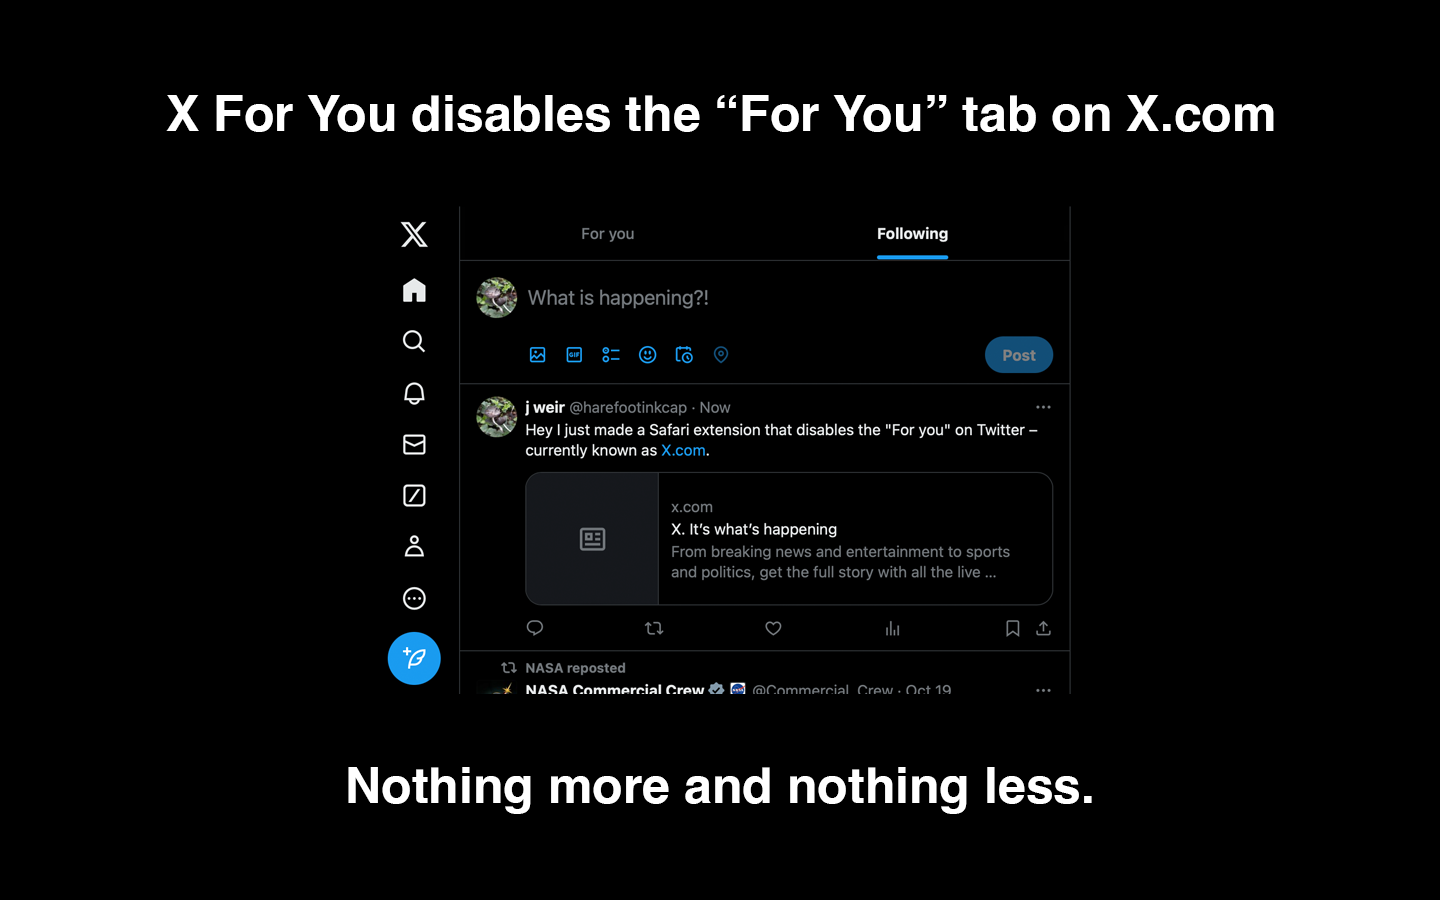 X For You disables the “For You” tab on X.com
For you
Following
What is happening?!
GIF
Post
j weir @harefootinkcap · Now
Hey I just made a Safari extension that disables the "For you" on Twitter –
currently known as X.com.
x.com
X. It’s what’s happening
From breaking news and entertainment to sports
and politics, get the full story with all the live ...
NASA reposted
NASA Commercial Crew @Commercial_Crew · Oct 19
Nothing more and nothing less.